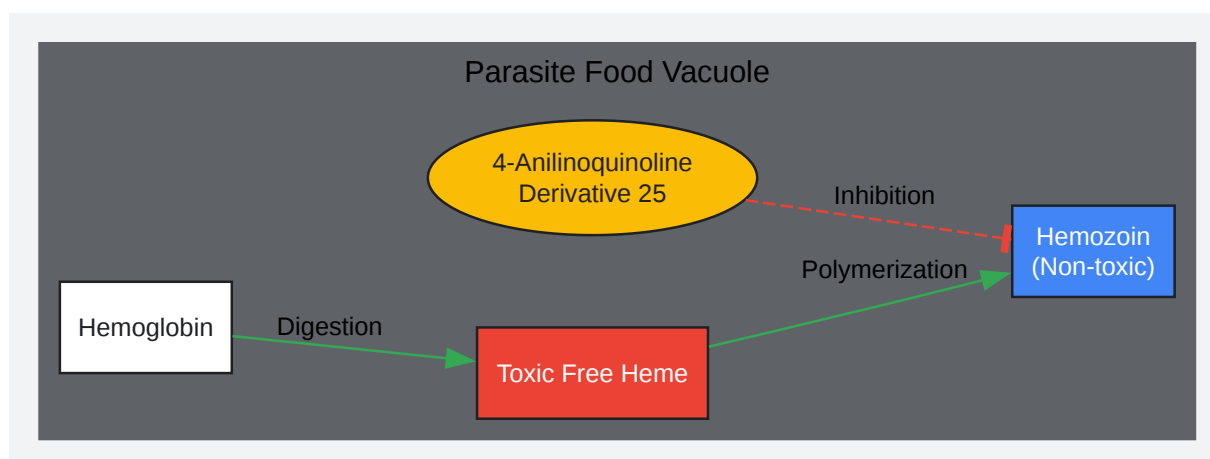 Parasite Food Vacuole
4-Anilinoquinoline
Derivative 25
Inhibition
Hemozoin
(Non-toxic)
Polymerization
Hemoglobin
Digestion
Toxic Free Heme